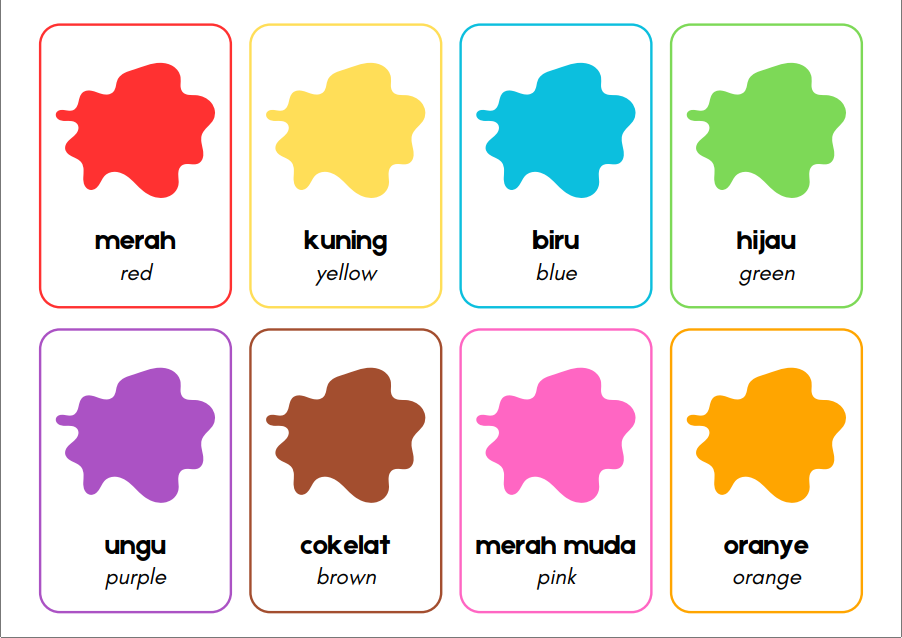 merah
red
kuning
yellow
biru
blue
hijau
green
ungu
purple
cokelat
brown
merah muda
pink
oranye
orange